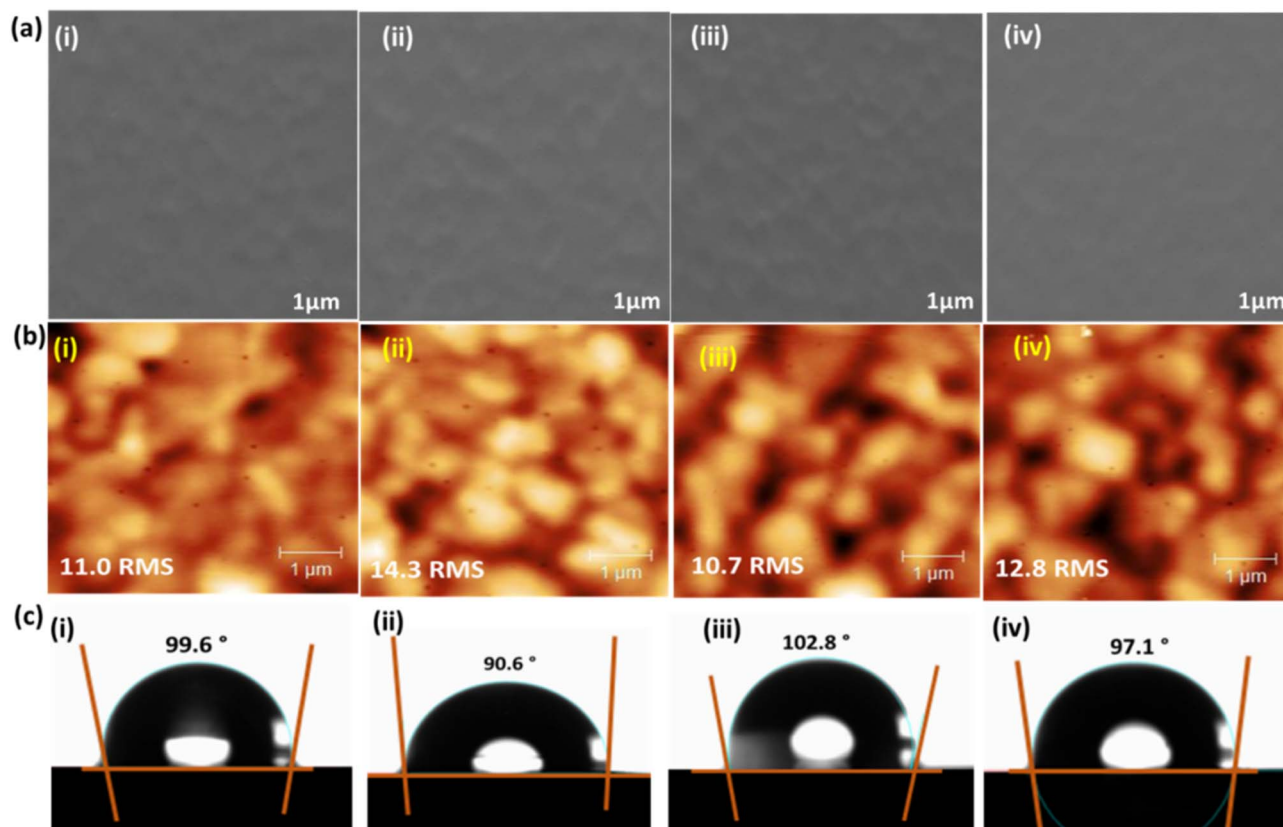 (a) (i) (ii) (iii) (iv)
1μm 1μm 1μm 1μm
(b) (i) (ii) (iii) (iv)
1 μm 1 μm 1 μm 1 μm
11.0 RMS 14.3 RMS 10.7 RMS 12.8 RMS
(c) (i) (ii) (iii) (iv)
99.6 ° 90.6 ° 102.8 ° 97.1 °